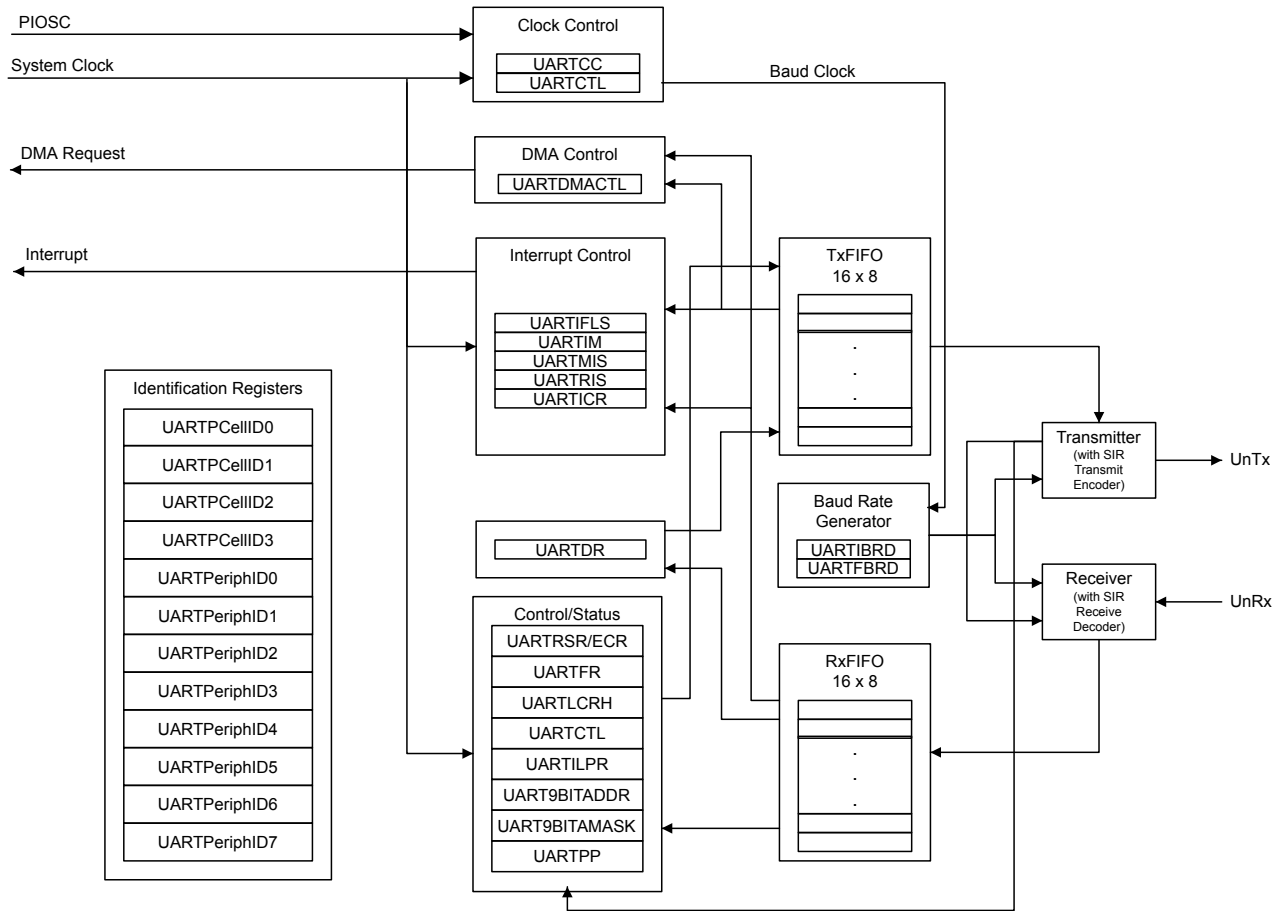 PIOSC
System Clock
DMA Request
Interrupt
Clock Control
UARTCC
UARTCTL
Baud Clock
DMA Control
UARTDMACTL
Interrupt Control
UARTIFLS
UARTIM
UARTMIS
UARTRIS
UARTICR
TxFIFO
16 x 8
.
.
.
Identification Registers
UARTPCellID0
UARTPCellID1
UARTPCellID2
UARTPCellID3
UARTPeriphID0
UARTPeriphID1
UARTPeriphID2
UARTPeriphID3
UARTPeriphID4
UARTPeriphID5
UARTPeriphID6
UARTPeriphID7
UARTDR
Baud Rate
Generator
UARTIBRD
UARTFBRD
Transmitter
(with SIR
Transmit
Encoder)
UnTx
Receiver
(with SIR
Receive
Decoder)
UnRx
Control/Status
UARTRSR/ECR
UARTFR
UARTLCRH
UARTCTL
UARTILPR
UART9BITADDR
UART9BITAMASK
UARTPP
RxFIFO
16 x 8
.
.
.